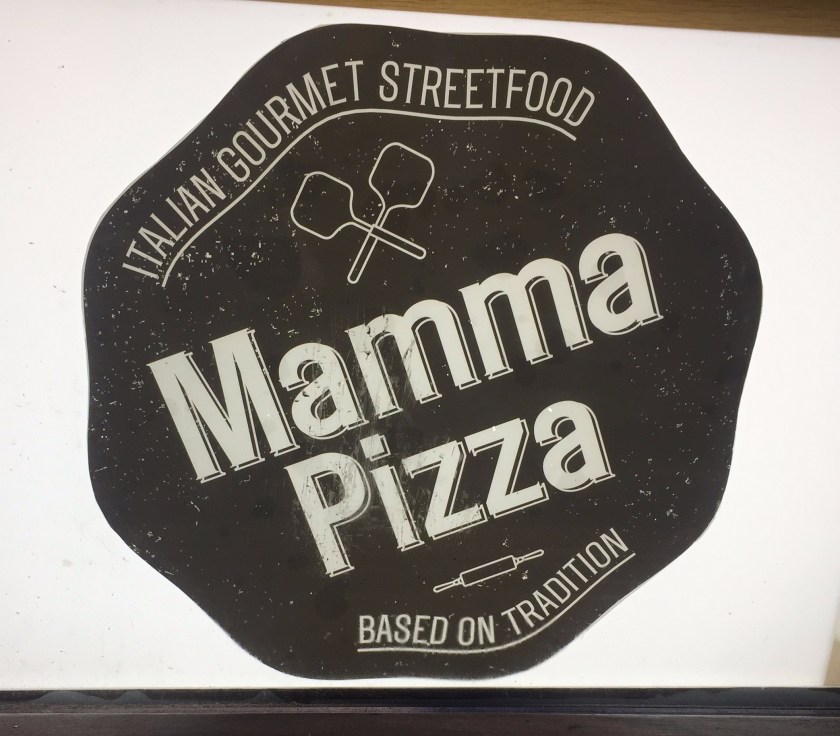 ITALIAN GOURMET STREETFOOD
Mamma
Pizza
BASED ON TRADITION